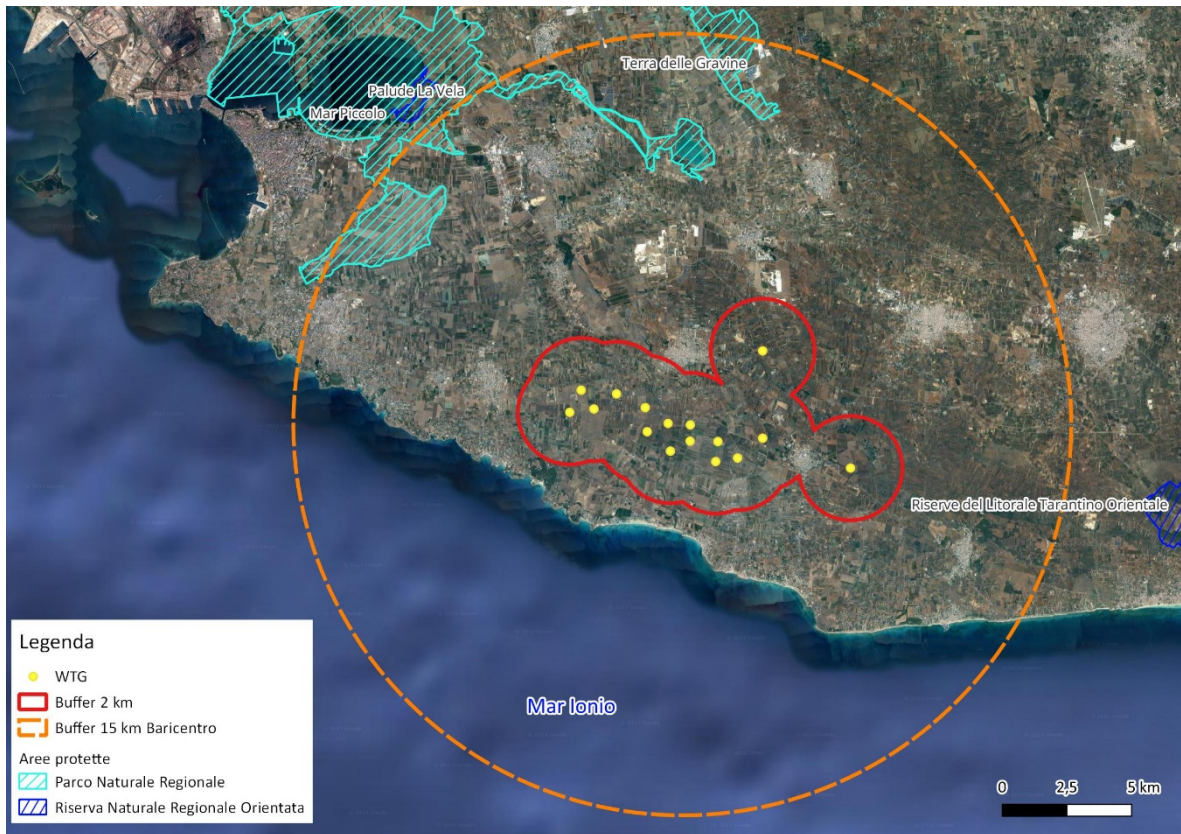 Terra delle Gravine
Palude La Vela
Mar Piccolo
Riserve del Litorale Tarantino Orientale
Mar Ionio
Legenda
WTG
Buffer 2 km
Buffer 15 km Baricentro
Aree protette
Parco Naturale Regionale
Riserva Naturale Regionale Orientata
0 2,5 5 km